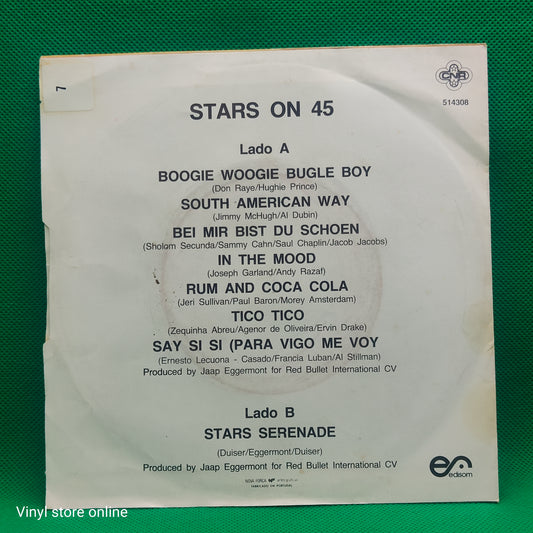 7
CNR
514308
STARS ON 45
Lado A
BOOGIE WOOGIE BUGLE BOY
(Don Raye/Hughie Prince)
SOUTH AMERICAN WAY
(Jimmy McHugh/Al Dubin)
BEI MIR BIST DU SCHOEN
(Sholom Secunda/Sammy Cahn/Saul Chaplin/Jacob Jacobs)
IN THE MOOD
(Joseph Garland/Andy Razaf)
RUM AND COCA COLA
(Jeri Sullivan/Paul Baron/Morey Amsterdam)
TICO TICO
(Zequinha Abreu/Agenor de Oliveira/Ervin Drake)
SAY SI SI (PARA VIGO ME VOY
(Ernesto Lecuona - Casado/Francia Luban/Al Stillman)
Produced by Jaap Eggermont for Red Bullet International CV
Lado B
STARS SERENADE
(Duiser/Eggermont/Duiser)
Produced by Jaap Eggermont for Red Bullet International CV
edisom
NOVA FORÇA
FABRICADO EM PORTUGAL
Vinyl store online